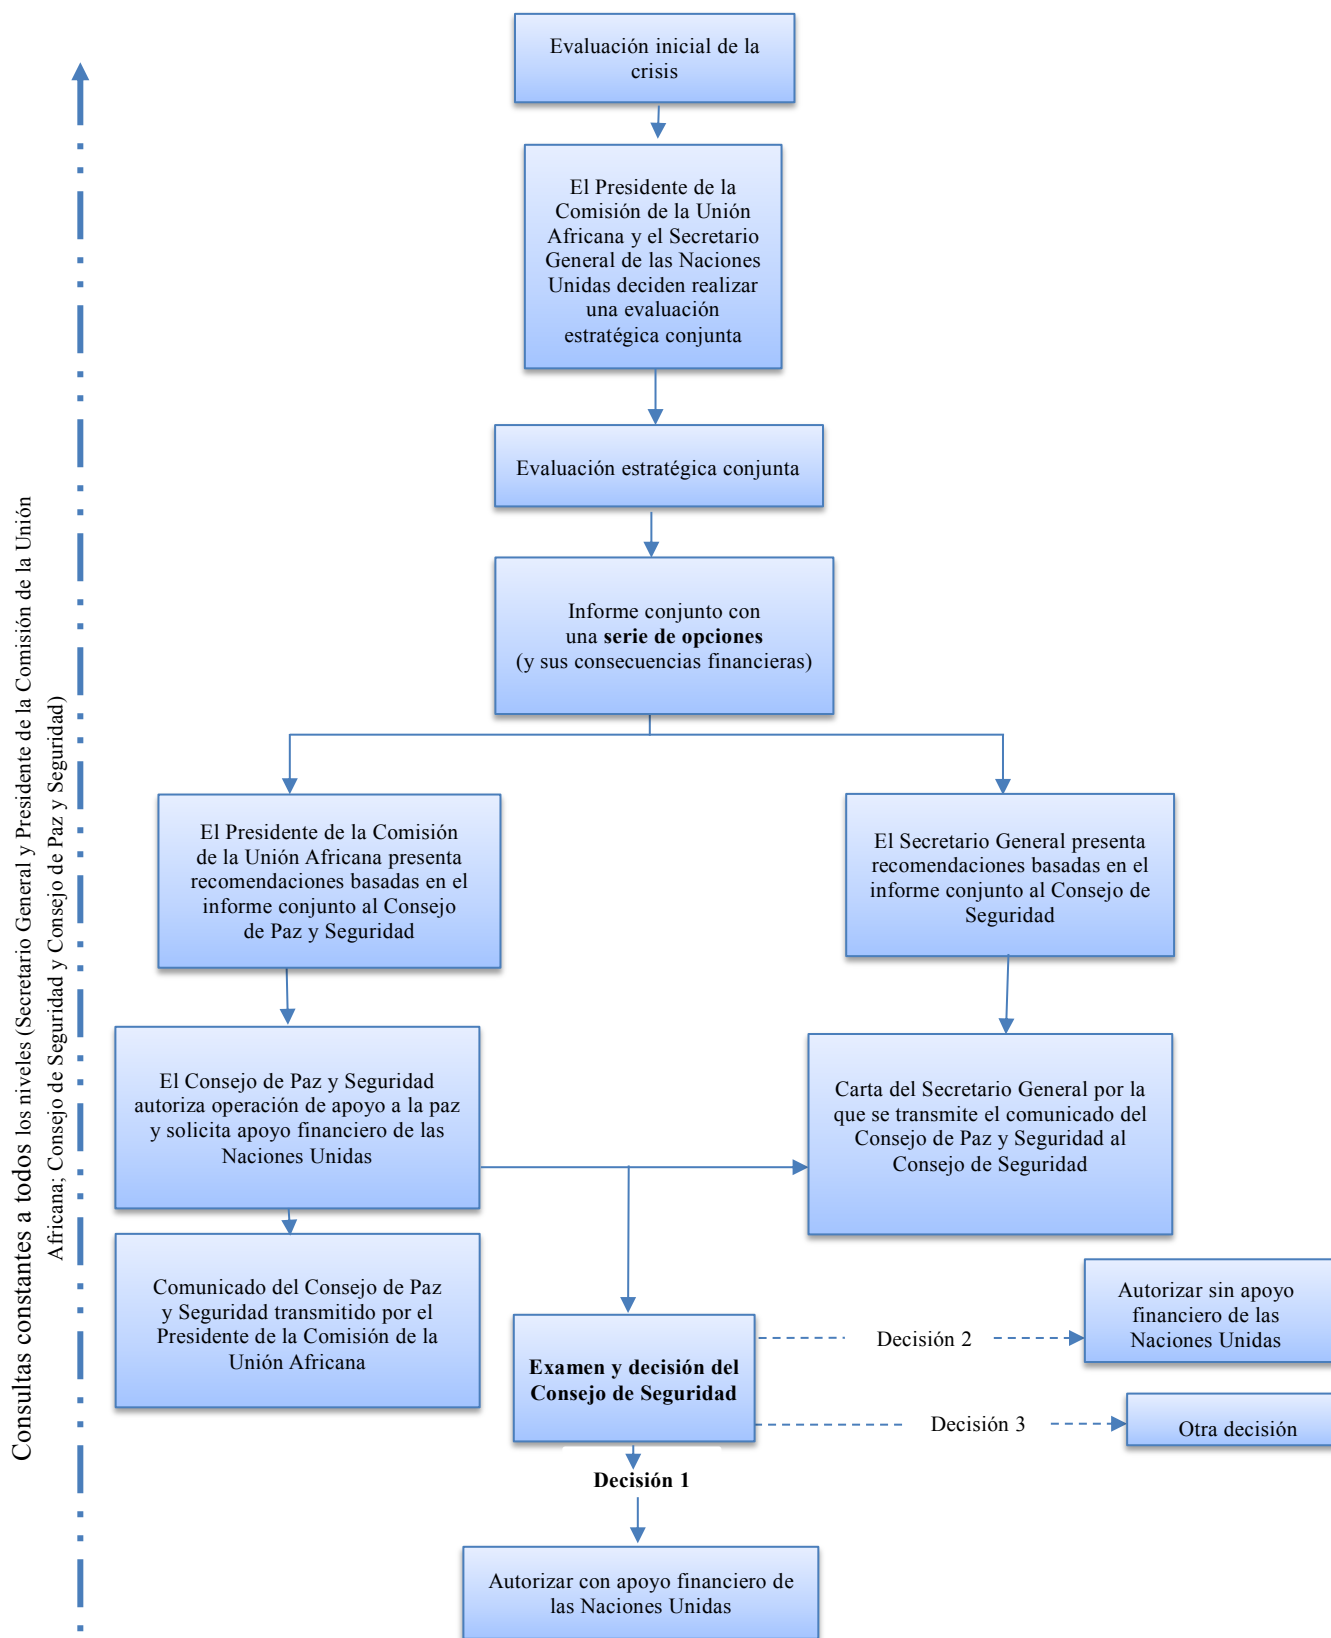 Evaluación inicial de la
crisis
El Presidente de la
Comisión de la Unión
Africana y el Secretario
General de las Naciones
Unidas deciden realizar
una evaluación
estratégica conjunta
Evaluación estratégica conjunta
Informe conjunto con
una serie de opciones
(y sus consecuencias financieras)
Consultas constantes a todos los niveles (Secretario General y Presidente de la Comisión de la Unión
Africana; Consejo de Seguridad y Consejo de Paz y Seguridad)
El Presidente de la Comisión
de la Unión Africana presenta
recomendaciones basadas en el
informe conjunto al Consejo
de Paz y Seguridad
El Secretario General presenta
recomendaciones basadas en el
informe conjunto al Consejo de
Seguridad
El Consejo de Paz y Seguridad
autoriza operación de apoyo a la paz
y solicita apoyo financiero de las
Naciones Unidas
Carta del Secretario General por la
que se transmite el comunicado del
Consejo de Paz y Seguridad al
Consejo de Seguridad
Comunicado del Consejo de Paz
y Seguridad transmitido por el
Presidente de la Comisión de la
Unión Africana
Examen y decisión del
Consejo de Seguridad
Decisión 2
Autorizar sin apoyo
financiero de las
Naciones Unidas
Decisión 3
Otra decisión
Decisión 1
Autorizar con apoyo financiero de
las Naciones Unidas